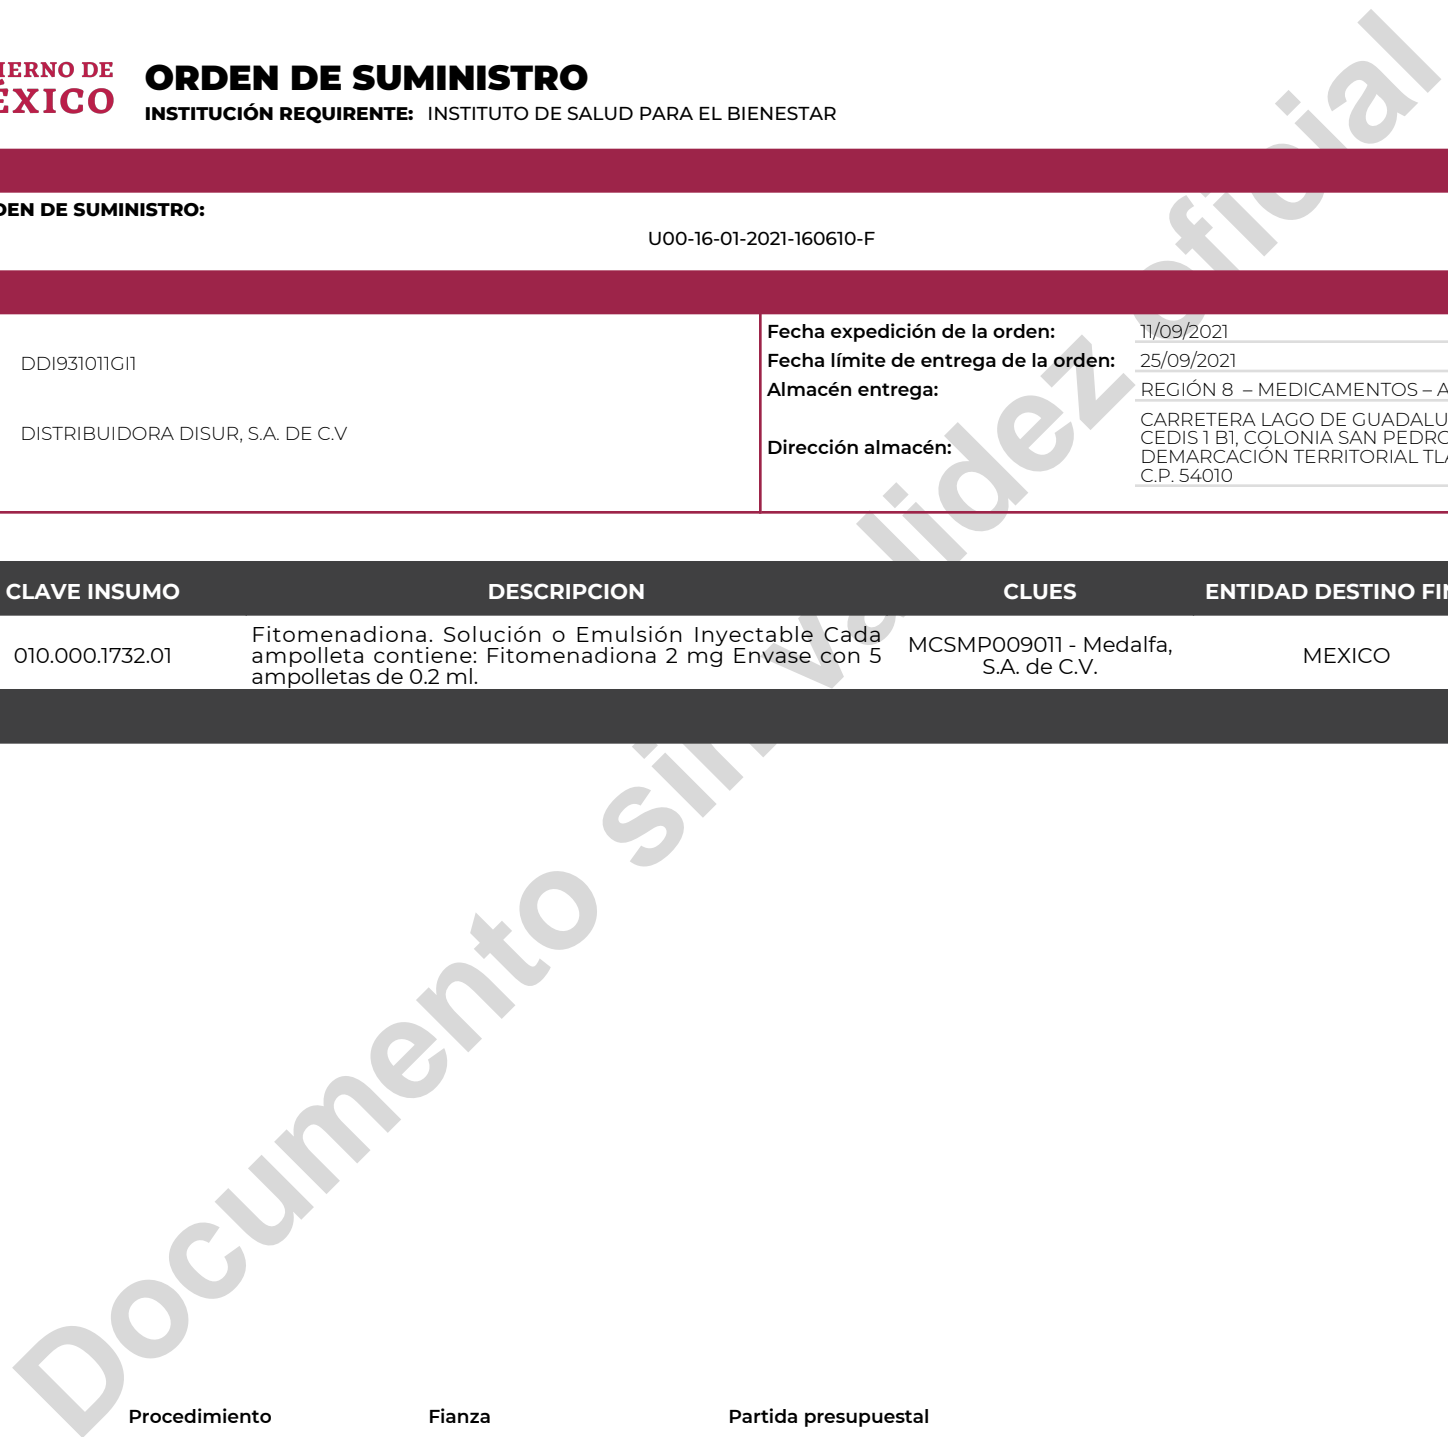 IERNO DE
ÉXICO
ORDEN DE SUMINISTRO
INSTITUCIÓN REQUIRENTE: INSTITUTO DE SALUD PARA EL BIENESTAR
DEN DE SUMINISTRO:
U00-16-01-2021-160610-F
DDI931011GI1
DISTRIBUIDORA DISUR, S.A. DE C.V
Fecha expedición de la orden: 11/09/2021
Fecha límite de entrega de la orden: 25/09/2021
Almacén entrega: REGIÓN 8 – MEDICAMENTOS – A
Dirección almacén:
CARRETERA LAGO DE GUADALU
CEDIS 1 B1, COLONIA SAN PEDRO
DEMARCACIÓN TERRITORIAL TLA
C.P. 54010
CLAVE INSUMO DESCRIPCION CLUES ENTIDAD DESTINO FIN
010.000.1732.01
Fitomenadiona. Solución o Emulsión Inyectable Cada
ampolleta contiene: Fitomenadiona 2 mg Envase con 5
ampolletas de 0.2 ml.
MCSMP009011 - Medalfa,
S.A. de C.V.
MEXICO
Documento sin validez oficial
Procedimiento Fianza Partida presupuestal